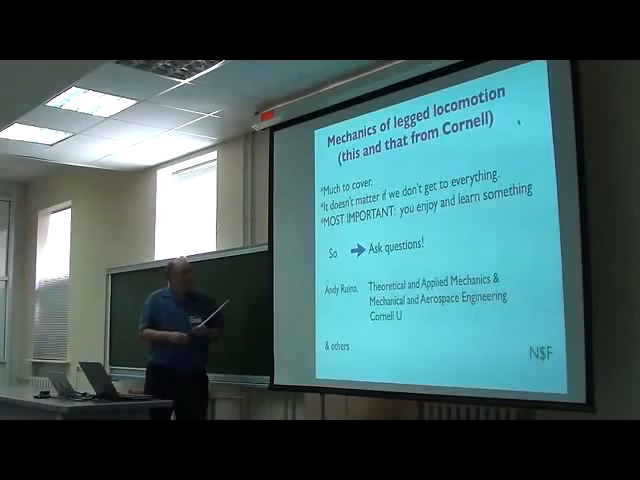 Mechanics of legged locomotion
(this and that from Cornell)
*Much to cover.
*It doesn't matter if we don't get to everything.
*MOST IMPORTANT: you enjoy and learn something
So Ask questions!
Andy Ruina, Theoretical and Applied Mechanics &
Mechanical and Aerospace Engineering
Cornell U
& others
N$F